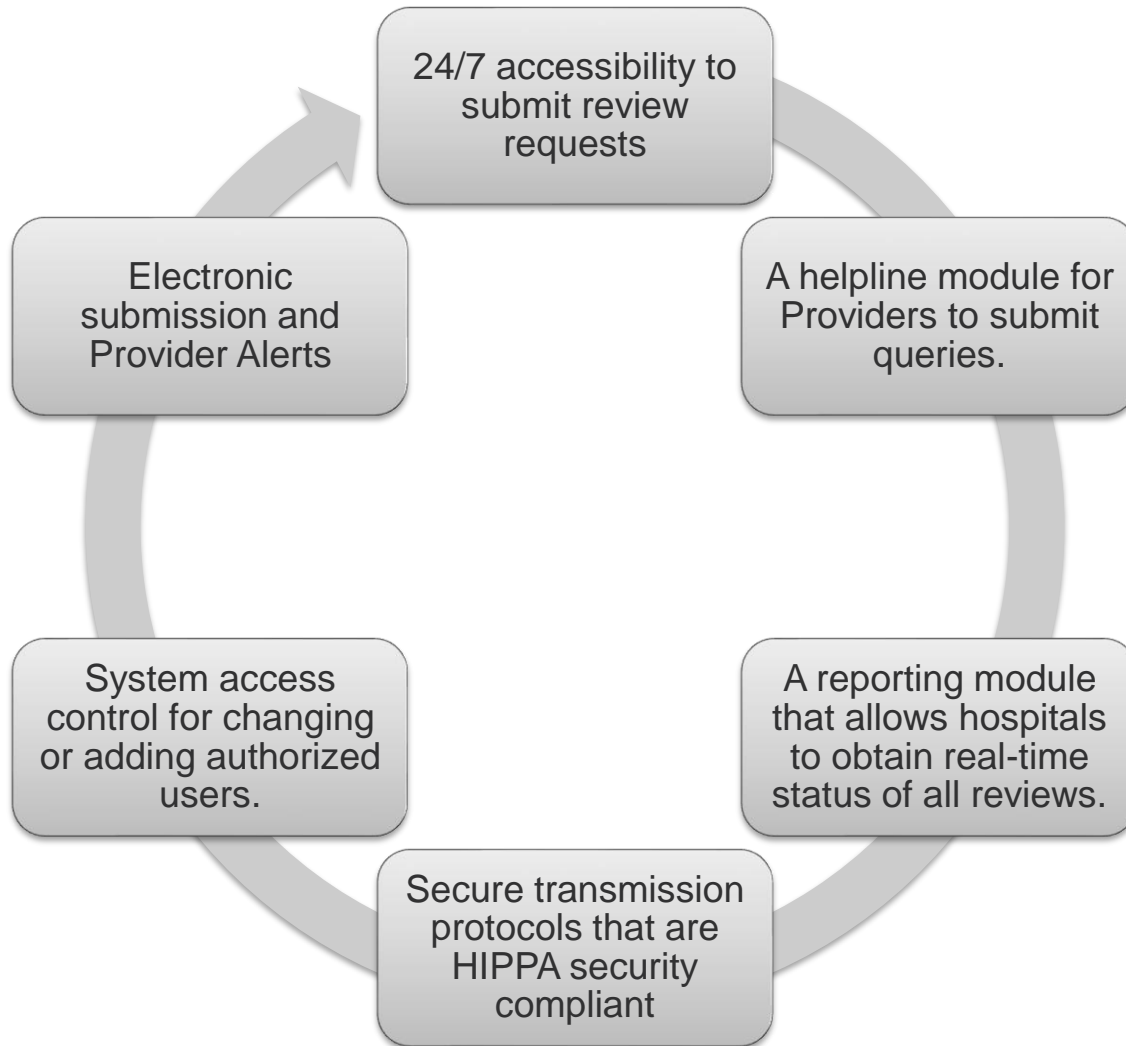 24/7 accessibility to
submit review
requests
A helpline module for
Providers to submit
queries.
A reporting module
that allows hospitals
to obtain real-time
status of all reviews.
Secure transmission
protocols that are
HIPPA security
compliant
System access
control for changing
or adding authorized
users.
Electronic
submission and
Provider Alerts